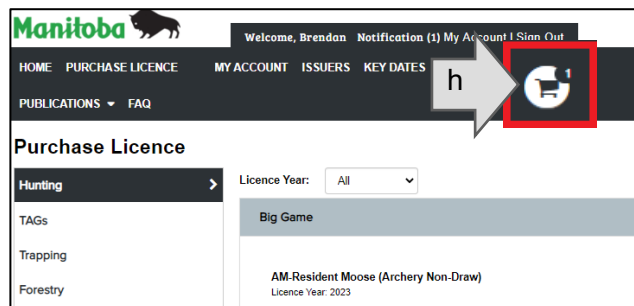 Manitoba
Welcome, Brendan Notification (1) My Account | Sign Out
HOME PURCHASE LICENCE MY ACCOUNT ISSUERS KEY DATES
h
1
PUBLICATIONS FAQ
Purchase Licence
Hunting
Licence Year: All
TAGs
Big Game
Trapping
AM-Resident Moose (Archery Non-Draw)
Forestry
Licence Year: 2023